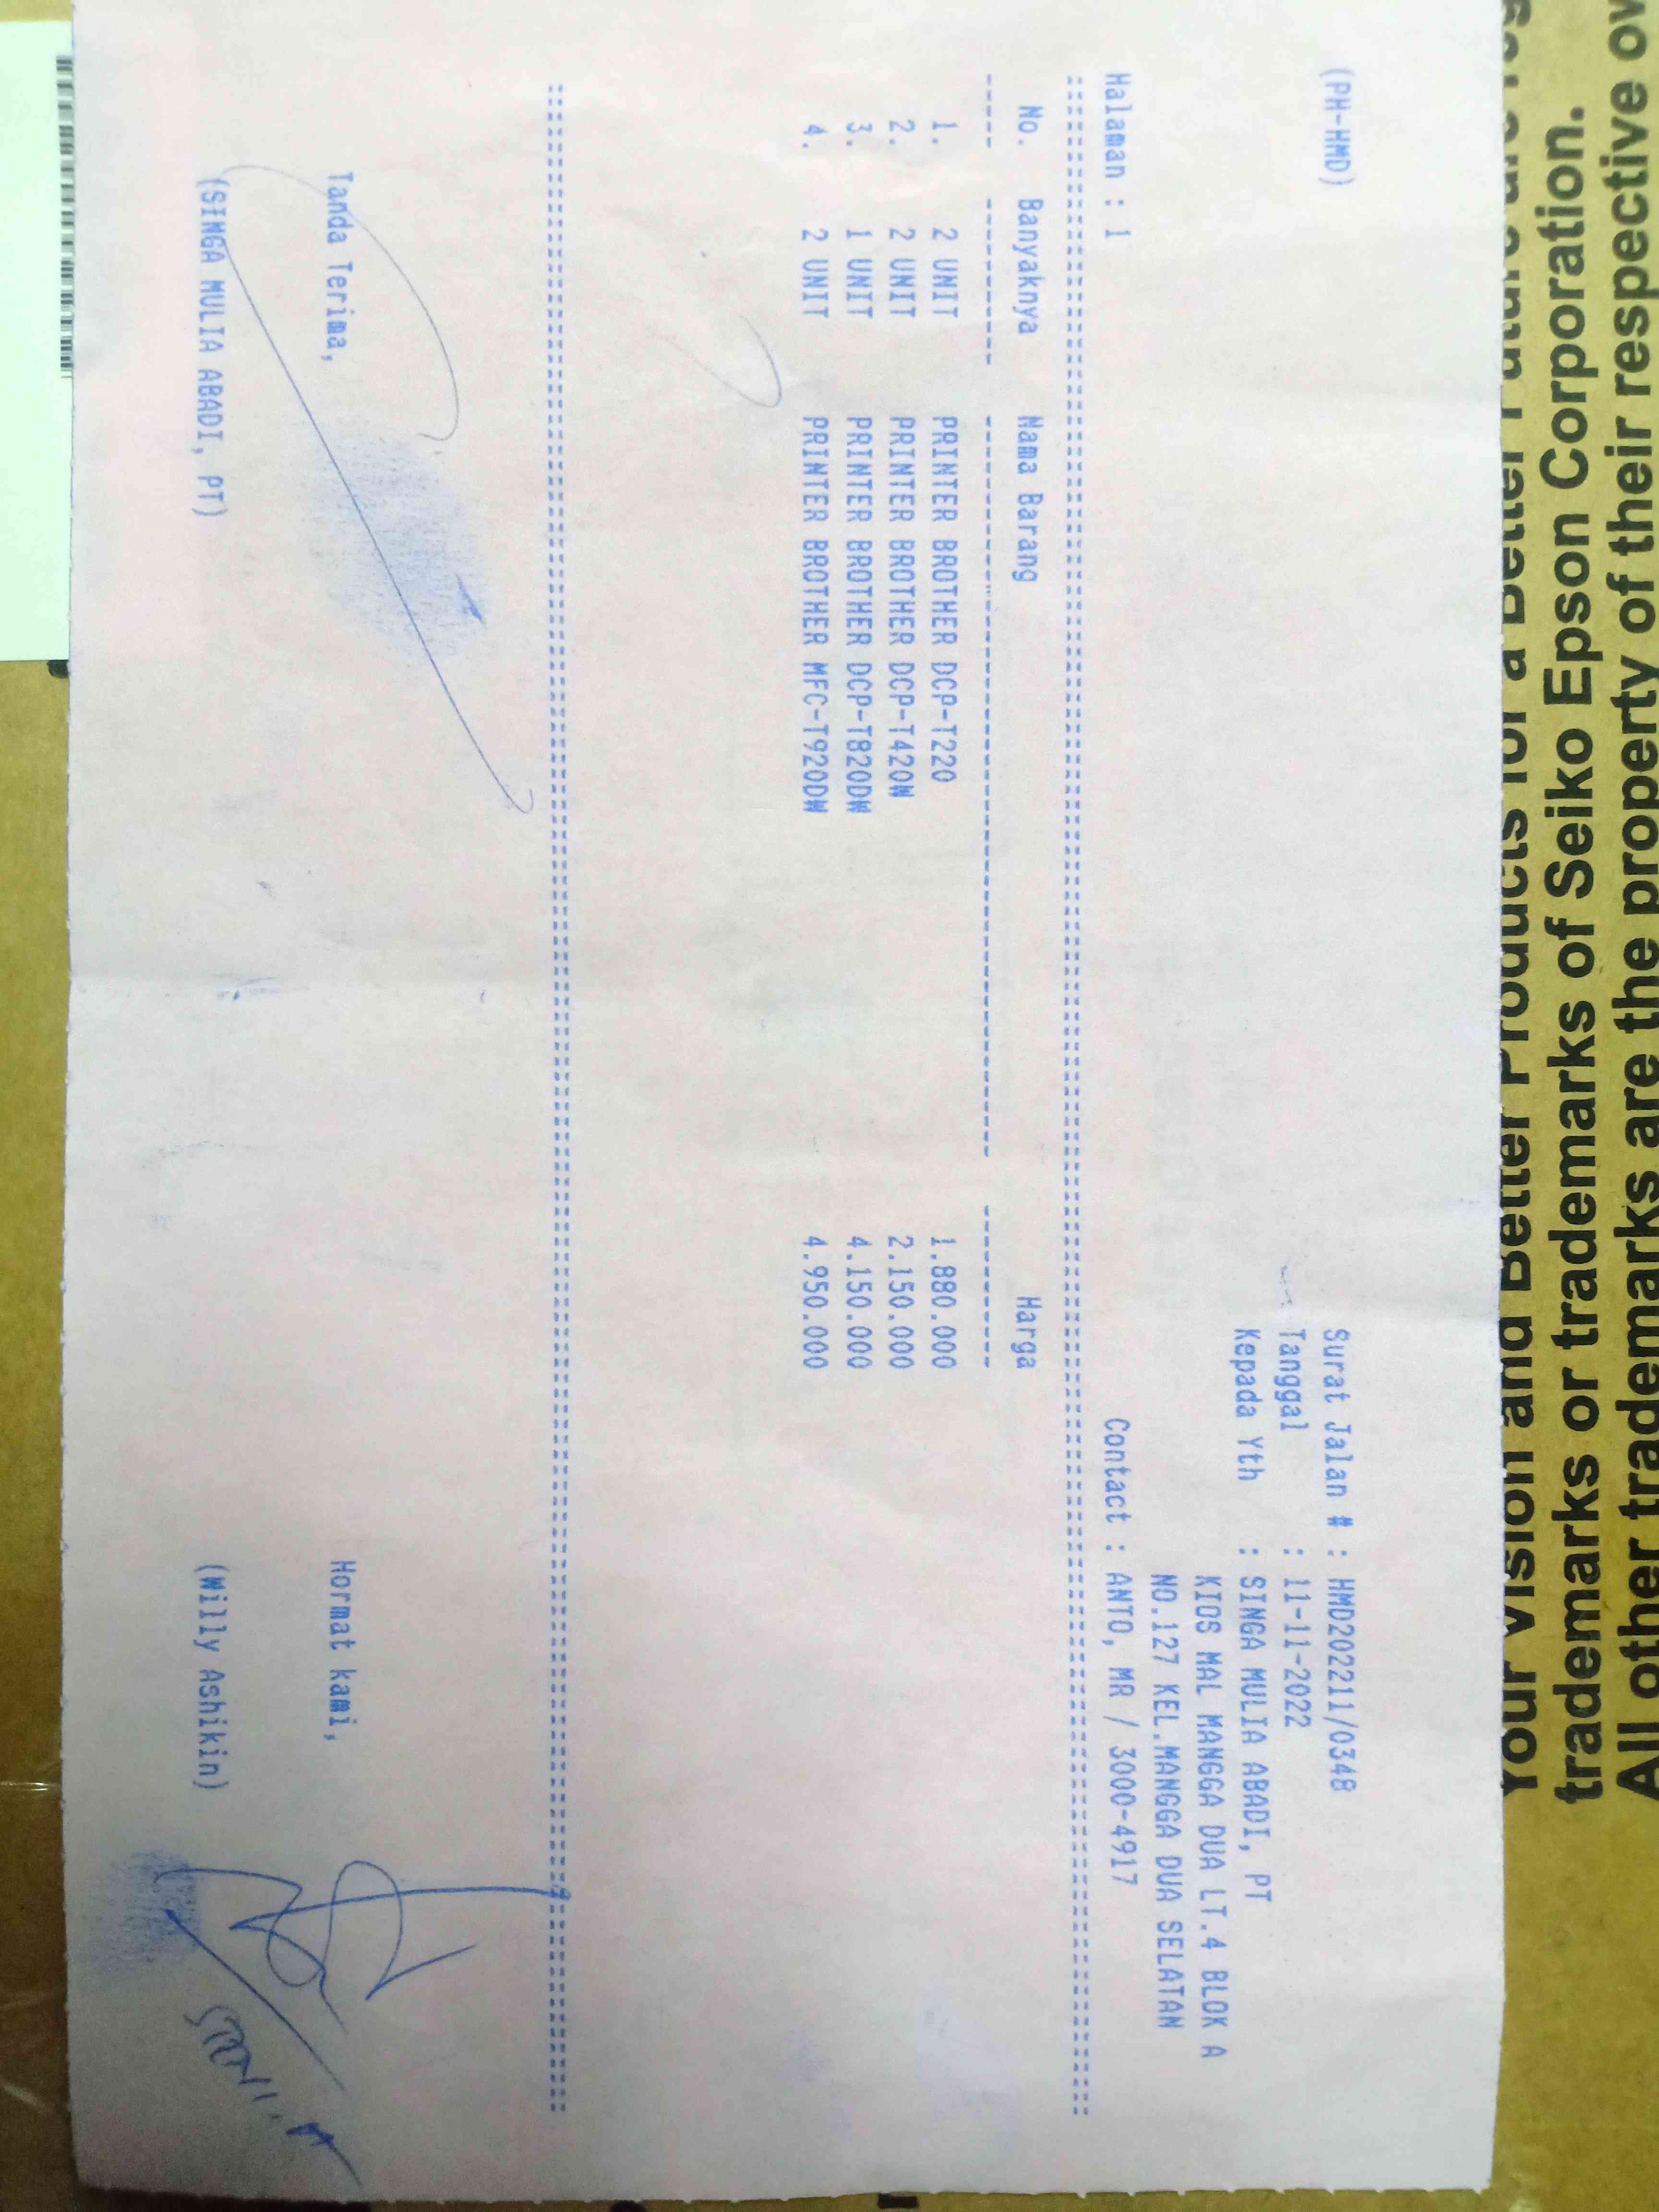 (PH-HMD)
Surat Jalan # : HMD202211/0348
Tanggal : 11-11-2022
Kepada Yth : SINGA MULIA ABADI, PT
KIOS MAL MANGGA DUA LT.4 BLOK A
NO.127 KEL.MANGGA DUA SELATAN
Halaman : 1 Contact : ANTO, MR / 3000-4917
No. Banyaknya Nama Barang Harga
1. 2 UNIT PRINTER BROTHER DCP-T220 1.880.000
2. 2 UNIT PRINTER BROTHER DCP-T420W 2.150.000
3. 1 UNIT PRINTER BROTHER DCP-T820DW 4.150.000
4. 2 UNIT PRINTER BROTHER MFC-T920DW 4.950.000
Tanda Terima, Hormat kami,
(SINGA MULIA ABADI, PT) (Willy Ashikin)
Your Vision and Better Products for a Better
trademarks or trademarks of Seiko Epson Corporation.
All other trademarks are the property of their respective